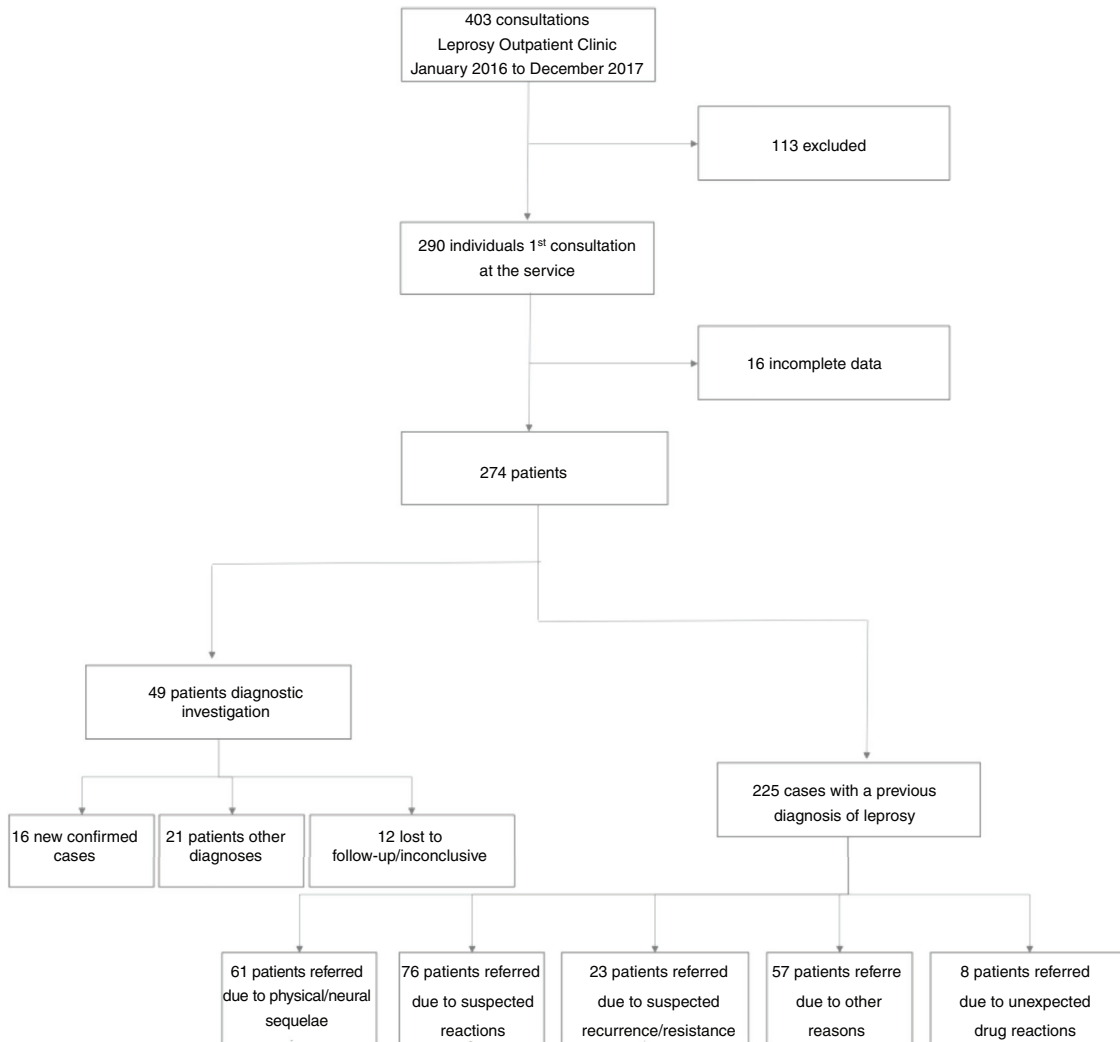 403 consultations
Leprosy Outpatient Clinic
January 2016 to December 2017
113 excluded
290 individuals 1st consultation
at the service
16 incomplete data
274 patients
49 patients diagnostic
investigation
225 cases with a previous
diagnosis of leprosy
16 new confirmed
cases
21 patients other
diagnoses
12 lost to
follow-up/inconclusive
61 patients referred
due to physical/neural
sequelae
76 patients referred
due to suspected
reactions
23 patients referred
due to suspected
recurrence/resistance
57 patients referre
due to other
reasons
8 patients referred
due to unexpected
drug reactions